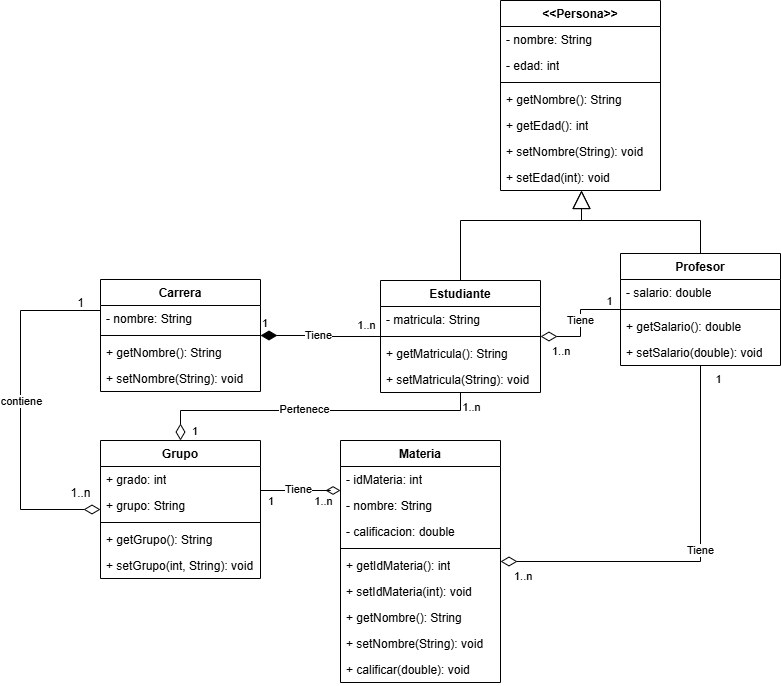 <<Persona>>
- nombre: String
- edad: int
+ getNombre(): String
+ getEdad(): int
+ setNombre(String): void
+ setEdad(int): void
Profesor
- salario: double
+ getSalario(): double
+ setSalario(double): void
Carrera
- nombre: String
+ getNombre(): String
+ setNombre(String): void
Estudiante
- matricula: String
+ getMatricula(): String
+ setMatricula(String): void
1
1
Tiene
1..n
1
Tiene
1..n
1
contiene
1..n
Pertenece
1
1..n
Grupo
+ grado: int
+ grupo: String
+ getGrupo(): String
+ setGrupo(int, String): void
Tiene
1
1..n
Materia
- idMateria: int
- nombre: String
- calificacion: double
+ getIdMateria(): int
+ setIdMateria(int): void
+ getNombre(): String
+ setNombre(String): void
+ calificar(double): void
Tiene
1..n